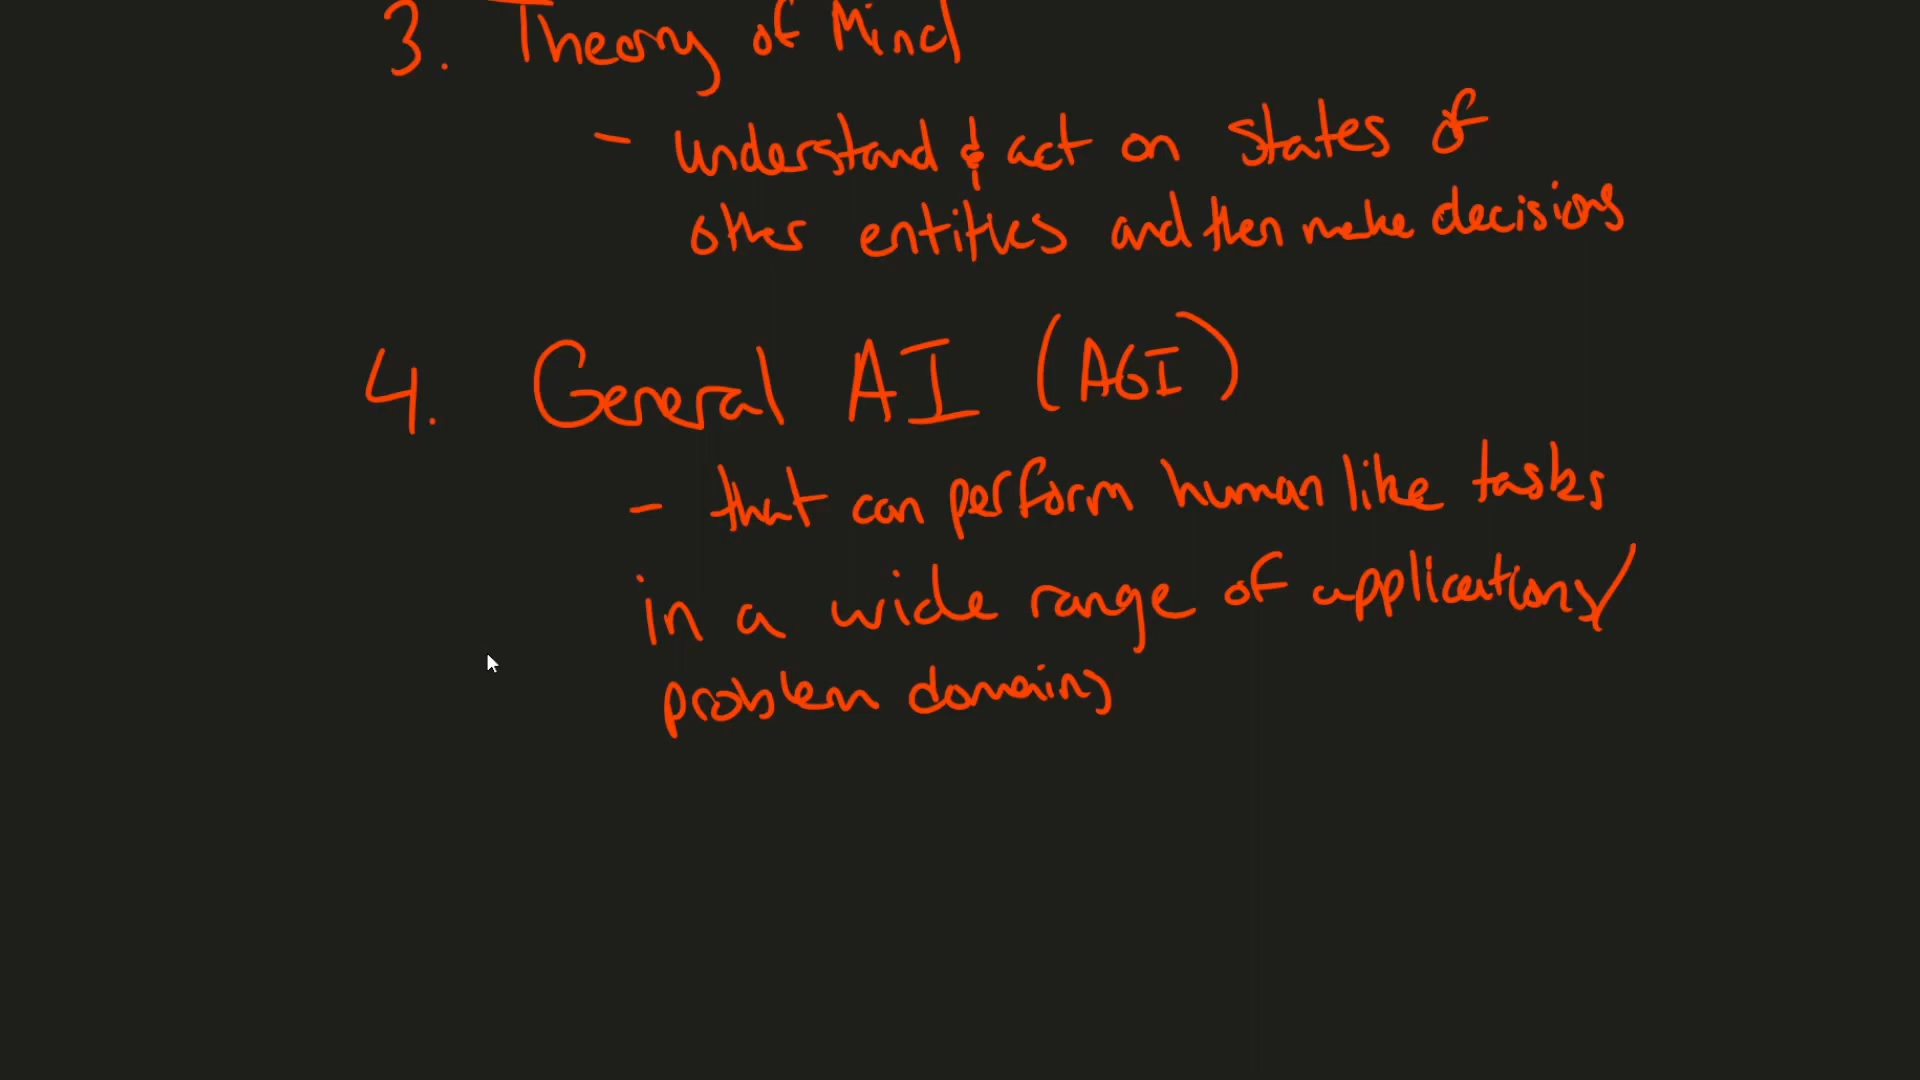 3. Theory of Mind
- understand & act on states of
other entities and then make decisions
4. General AI (AGI)
- that can perform human like tasks
in a wide range of applications/
problem domains